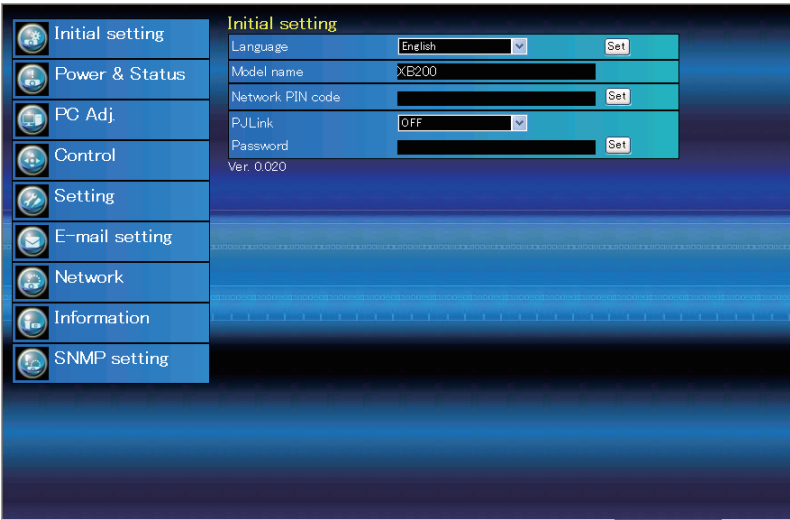 Initial setting
Power & Status
PC Adj.
Control
Setting
E-mail setting
Network
Information
SNMP setting
Initial setting
Language English Set
Model name XB200
Network PIN code Set
PJLink OFF
Password Set
Ver. 0.020